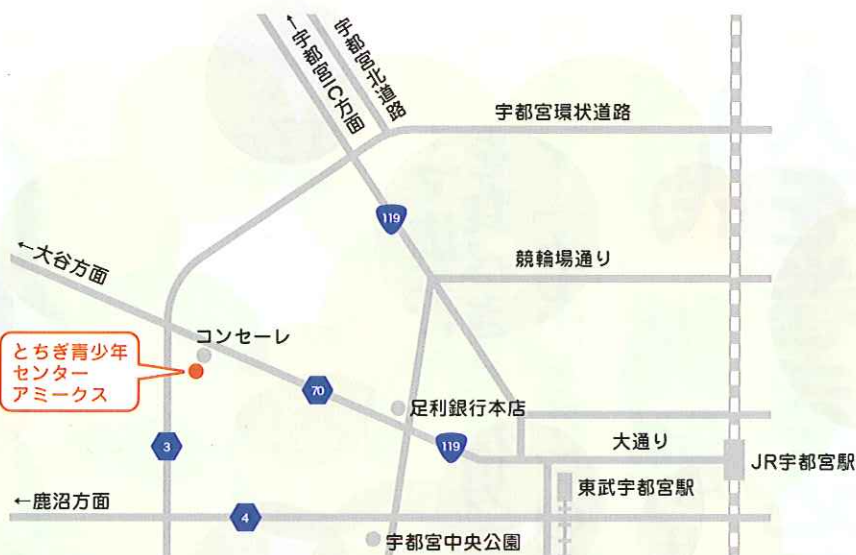 ←宇都宮IC方面
宇都宮北道路
宇都宮環状道路
119
競輪場通り
←大谷方面
コンセーレ
とちぎ青少年
センター
アミークス
70
足利銀行本店
3
119
大通り
JR宇都宮駅
東武宇都宮駅
←鹿沼方面
4
宇都宮中央公園